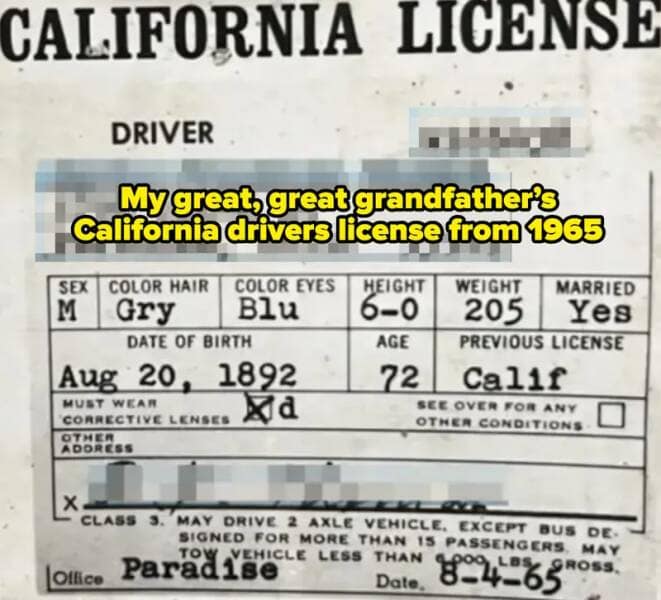 CALIFORNIA LICENSE
DRIVER
My great, great grandfather's
California drivers license from 1965
SEX COLOR HAIR COLOR EYES HEIGHT WEIGHT MARRIED
M Gry Blu 6-0 205 Yes
DATE OF BIRTH AGE PREVIOUS LICENSE
Aug 20, 1892 72 Calif
MUST WEAR
CORRECTIVE LENSES X d
SEE OVER FOR ANY
OTHER CONDITIONS
OTHER
ADDRESS
X
CLASS 3. MAY DRIVE 2 AXLE VEHICLE, EXCEPT BUS DE-
SIGNED FOR MORE THAN 15 PASSENGERS. MAY
TOW VEHICLE LESS THAN 6,000 LBS. GROSS.
Office Paradise Date. 8-4-65